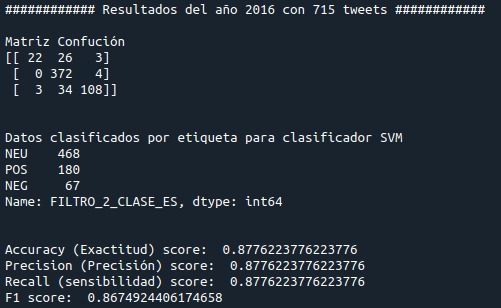 ############ Resultados del año 2016 con 715 tweets ############
Matriz Confución
[[ 22  26   3]
 [  0 372   4]
 [  3  34 108]]
Datos clasificados por etiqueta para clasificador SVM
NEU    468
POS    180
NEG     67
Name: FILTRO_2_CLASE_ES, dtype: int64
Accuracy (Exactitud) score:  0.8776223776223776
Precision (Precisión) score:  0.8776223776223776
Recall (sensibilidad) score:  0.8776223776223776
F1 score:  0.8674924406174658